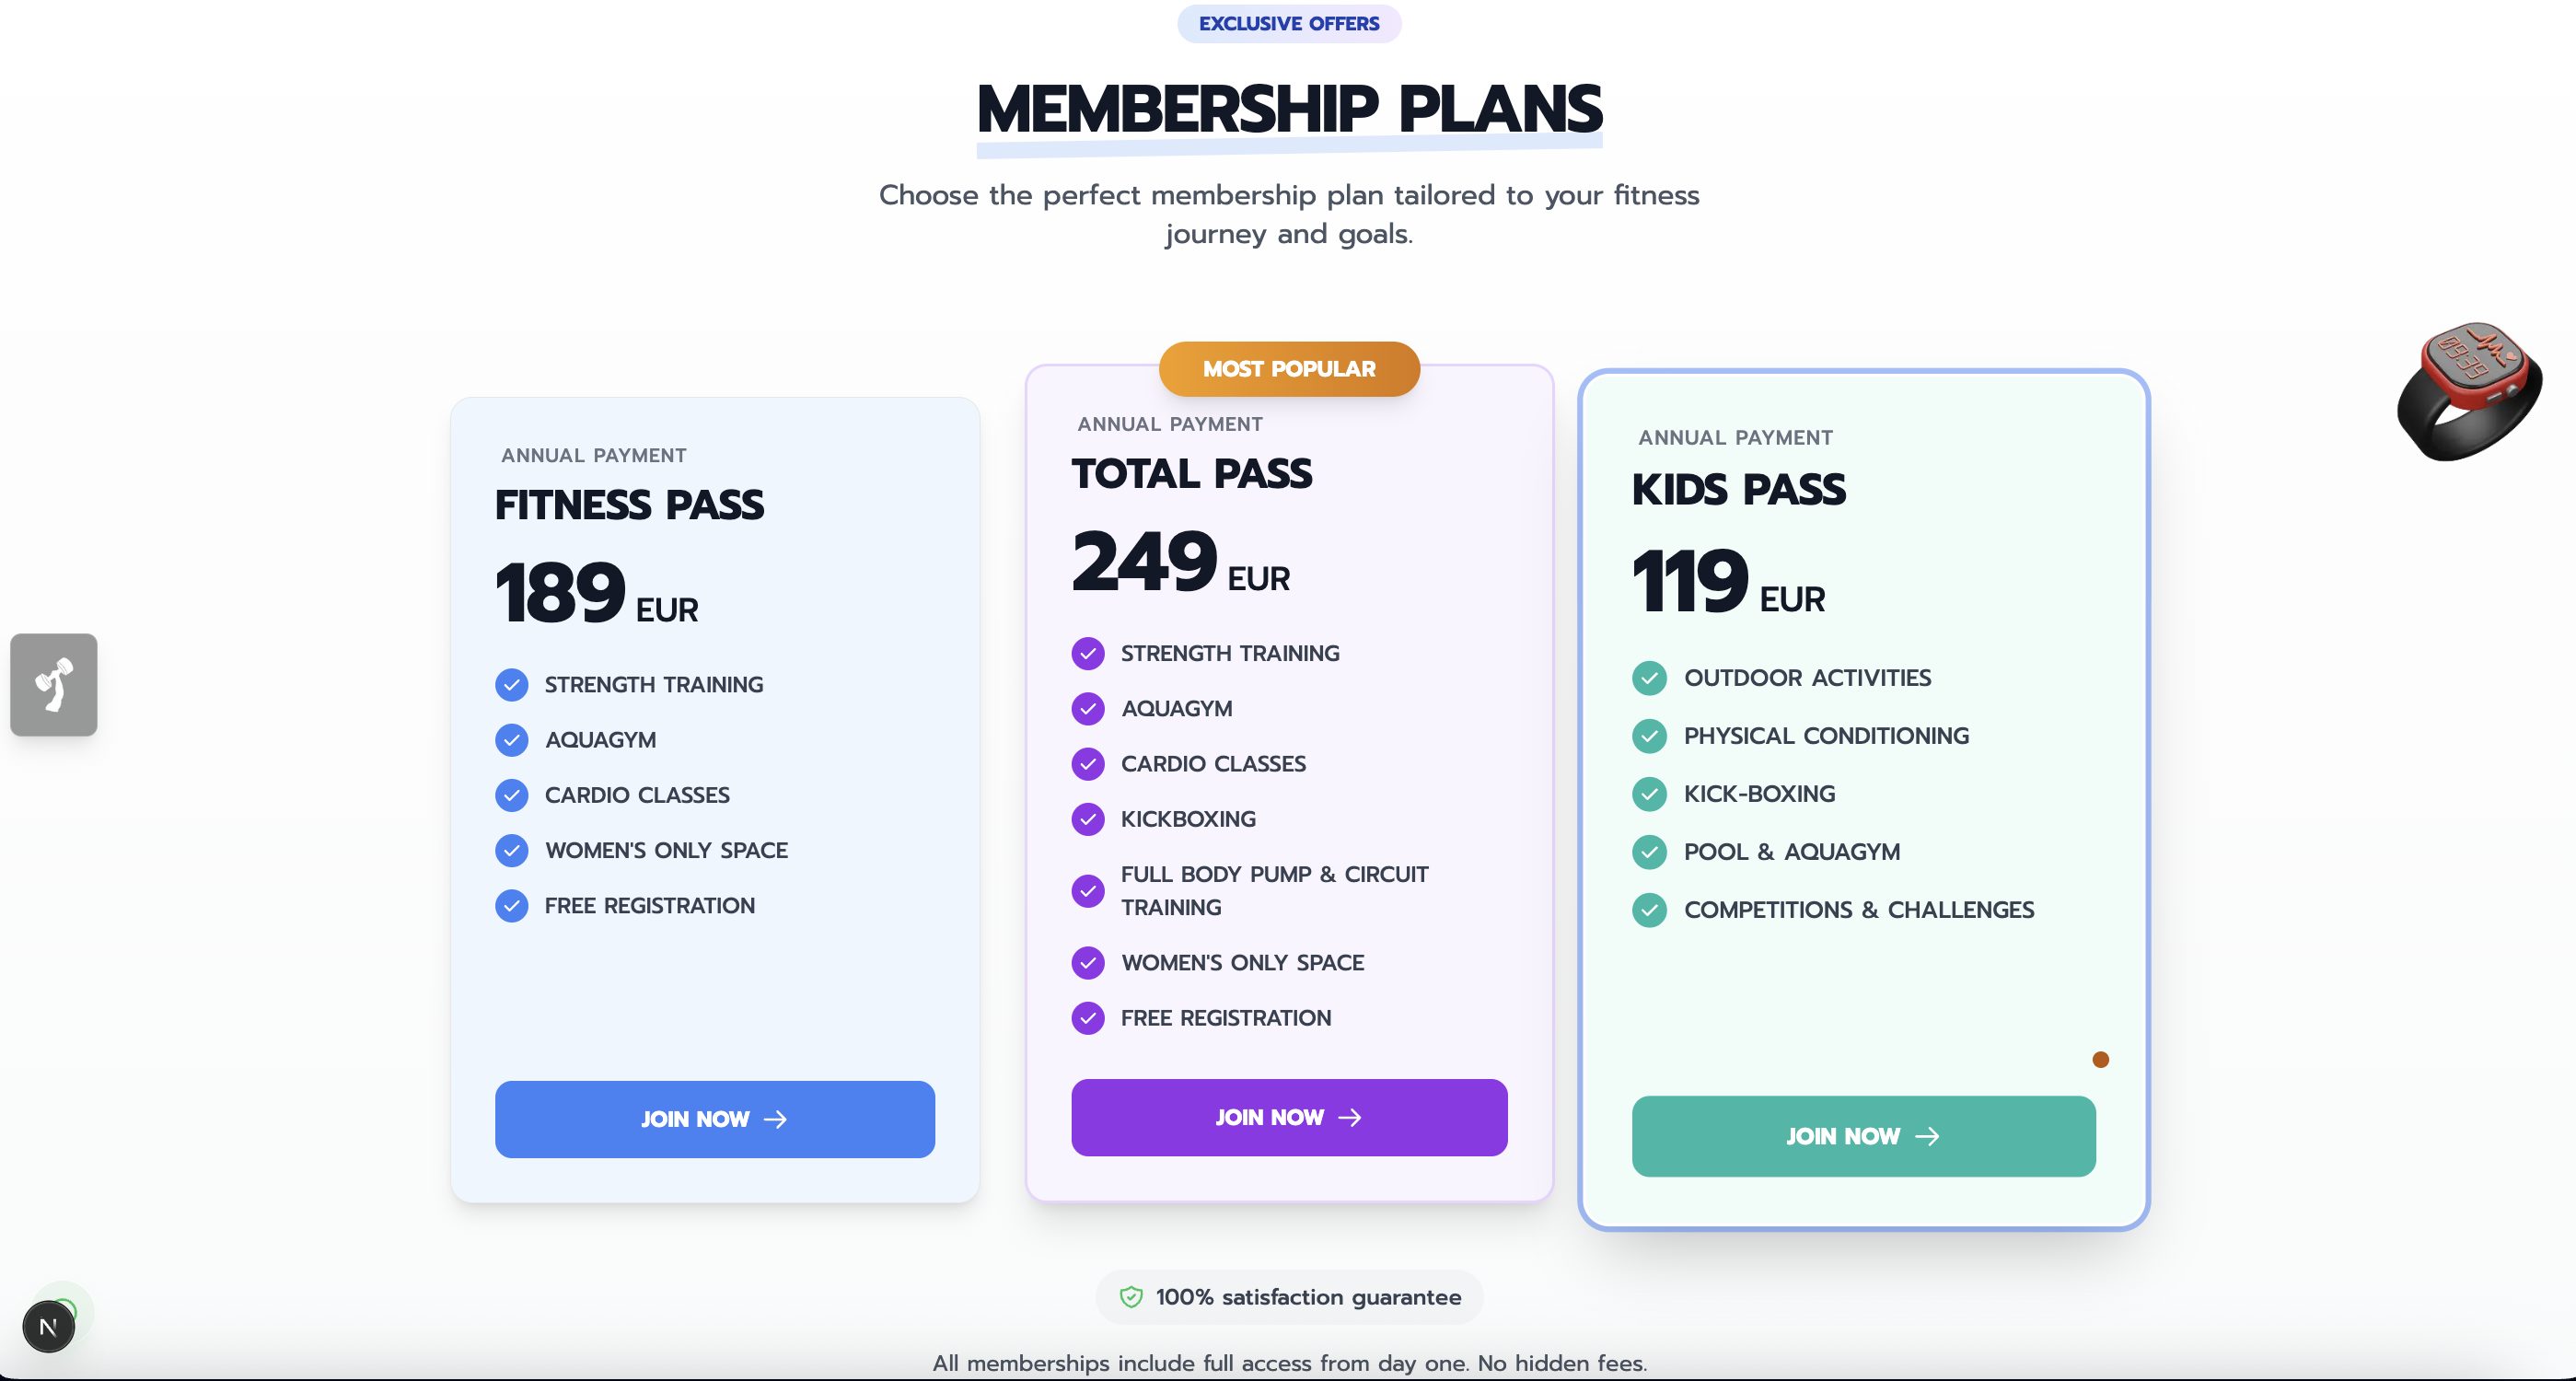 EXCLUSIVE OFFERS
MEMBERSHIP PLANS
Choose the perfect membership plan tailored to your fitness
journey and goals.
ANNUAL PAYMENT
FITNESS PASS
189 EUR
STRENGTH TRAINING
AQUAGYM
CARDIO CLASSES
WOMEN'S ONLY SPACE
FREE REGISTRATION
JOIN NOW →
MOST POPULAR
ANNUAL PAYMENT
TOTAL PASS
249 EUR
STRENGTH TRAINING
AQUAGYM
CARDIO CLASSES
KICKBOXING
FULL BODY PUMP & CIRCUIT
TRAINING
WOMEN'S ONLY SPACE
FREE REGISTRATION
JOIN NOW →
ANNUAL PAYMENT
KIDS PASS
119 EUR
OUTDOOR ACTIVITIES
PHYSICAL CONDITIONING
KICK-BOXING
POOL & AQUAGYM
COMPETITIONS & CHALLENGES
JOIN NOW →
09:39
N
100% satisfaction guarantee
All memberships include full access from day one. No hidden fees.